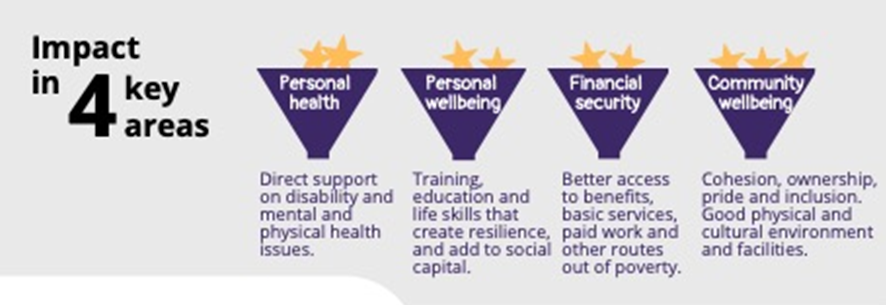 Impact
in 4 key
areas
Personal
health
Direct support
on disability and
mental and
physical health
issues.
Personal
wellbeing
Training,
education and
life skills that
create resilience,
and add to social
capital.
Financial
security
Better access
to benefits,
basic services,
paid work and
other routes
out of poverty.
Community
wellbeing
Cohesion, ownership,
pride and inclusion.
Good physical and
cultural environment
and facilities.